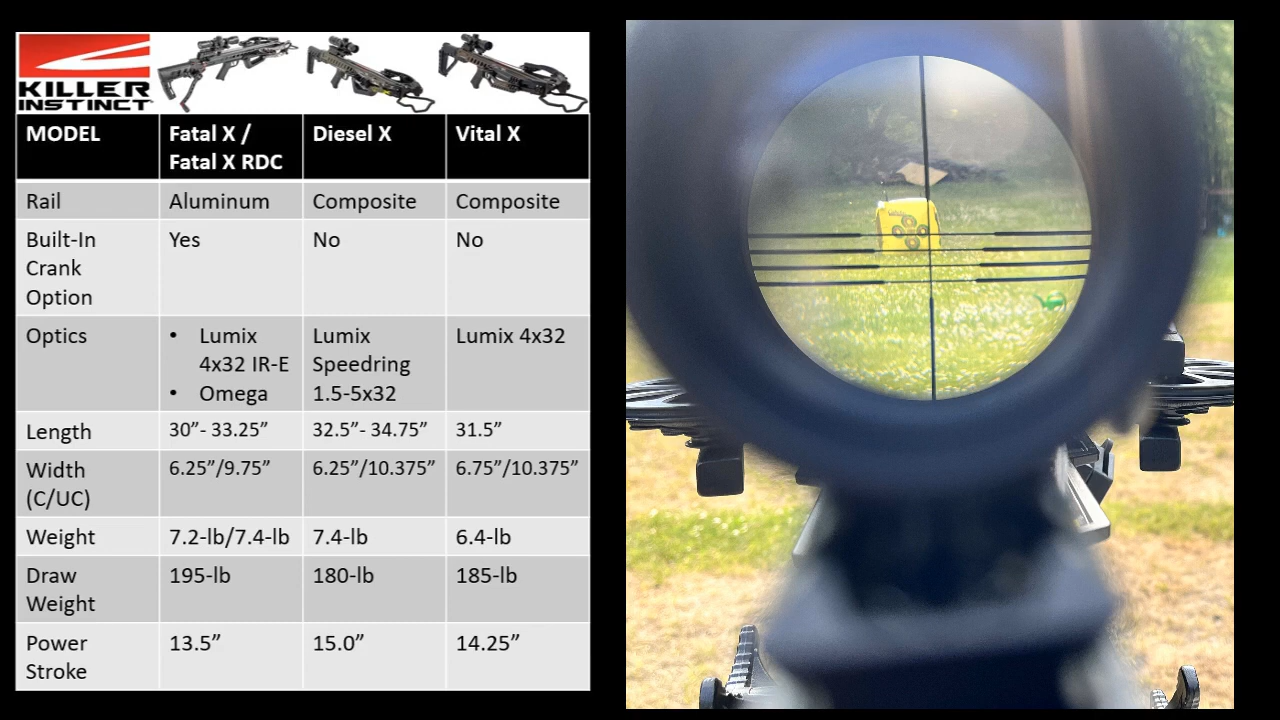 KILLER
INSTINCT
MODEL
Fatal X /
Fatal X RDC
Diesel X
Vital X
Rail
Aluminum
Composite
Composite
Built-In
Crank
Option
Yes
No
No
Optics
• Lumix
4x32 IR-E
• Omega
Lumix
Speedring
1.5-5x32
Lumix 4x32
Length
30”- 33.25”
32.5”- 34.75”
31.5”
Width
(C/UC)
6.25”/9.75”
6.25”/10.375”
6.75”/10.375”
Weight
7.2-lb/7.4-lb
7.4-lb
6.4-lb
Draw
Weight
195-lb
180-lb
185-lb
Power
Stroke
13.5”
15.0”
14.25”